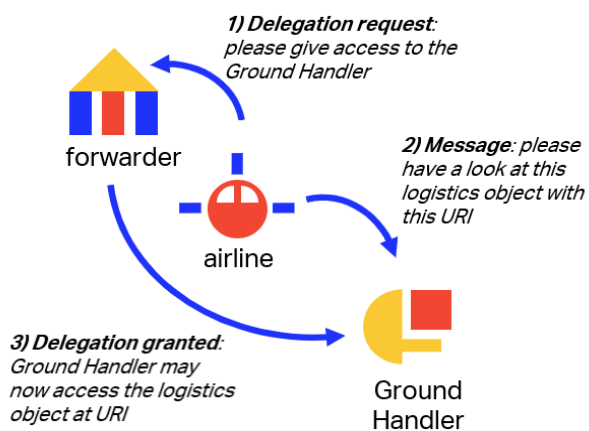 1) Delegation request:
please give access to the
Ground Handler
forwarder
2) Message: please
have a look at this
logistics object with
this URI
airline
3) Delegation granted:
Ground Handler may
now access the logistics
object at URI
Ground
Handler